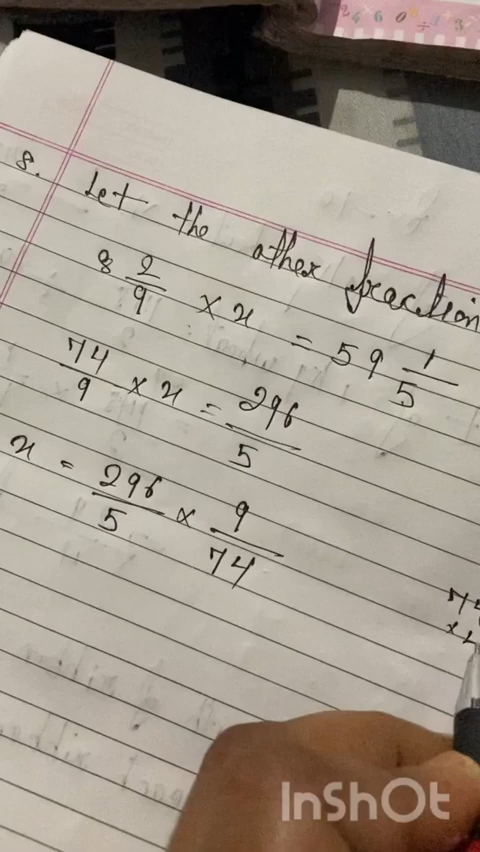 8. Let the other fraction
8 2/9 × x = 59 1/5
74/9 × x = 296/5
x = 296/5 × 9/74
74
×
InShOt